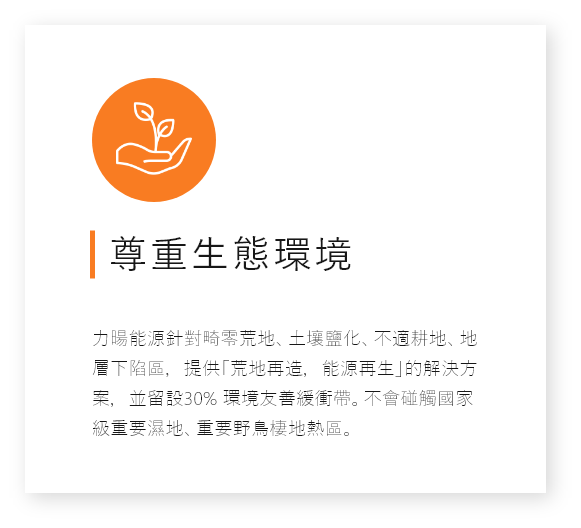 尊重生態環境
力暘能源針對畸零荒地、土壤鹽化、不適耕地、地
層下陷區，提供「荒地再造，能源再生」的解決方
案，並留設30% 環境友善緩衝帶。不會碰觸國家
級重要濕地、重要野鳥棲地熱區。